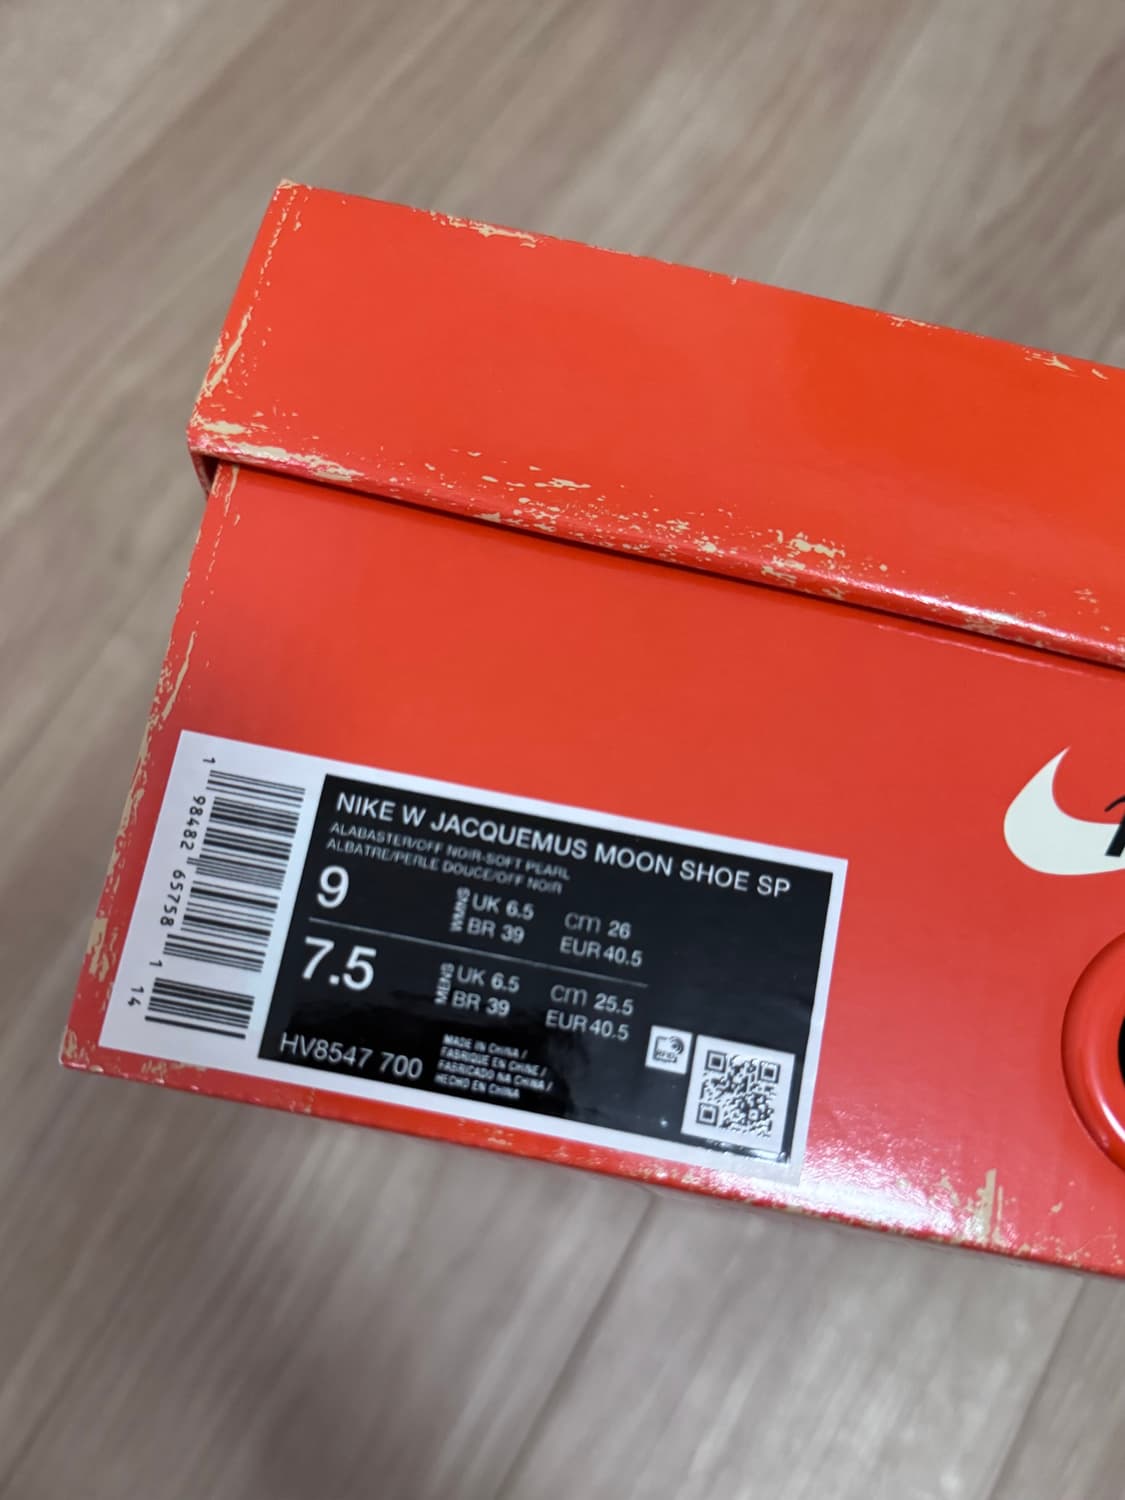 NIKE W JACQUEMUS MOON SHOE SP
ALABASTER/OFF NOIR-SOFT PEARL
ALBATRE/PERLE DOUCE/OFF NOIR
9
WMNS
UK 6.5
BR 39
cm 26
EUR 40.5
7.5
MENS
UK 6.5
BR 39
cm 25.5
EUR 40.5
HV8547 700
MADE IN CHINA /
FABRIQUE EN CHINE /
FABRICADO NA CHINA /
HECHO EN CHINA
1 98482 65758 1 14